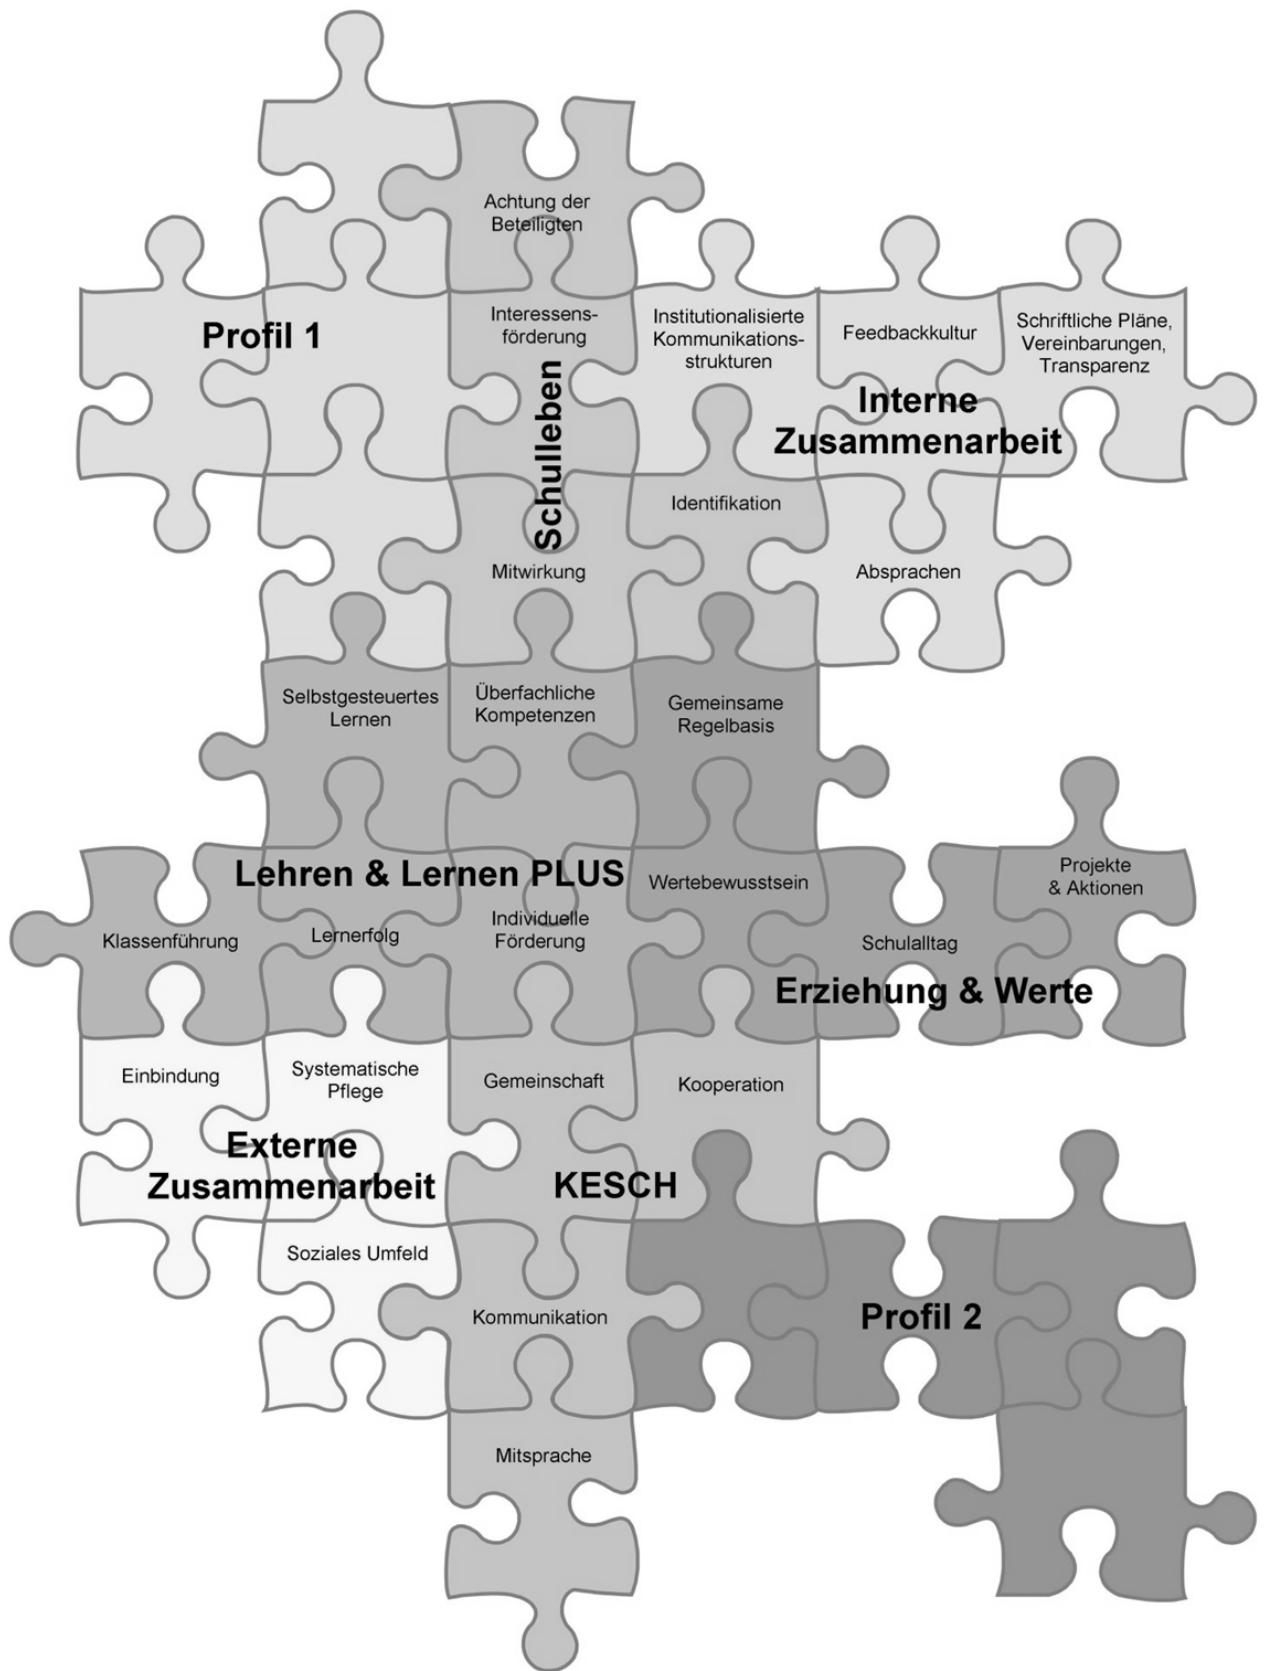 Achtung der
Beteiligten
Profil 1
Interessens-
förderung
Institutionalisierte
Kommunikations-
strukturen
Feedbackkultur
Schriftliche Pläne,
Vereinbarungen,
Transparenz
Interne
Zusammenarbeit
Schulleben
Identifikation
Mitwirkung
Absprachen
Selbstgesteuertes
Lernen
Überfachliche
Kompetenzen
Gemeinsame
Regelbasis
Lehren & Lernen PLUS
Wertebewusstsein
Projekte
& Aktionen
Klassenführung
Lernerfolg
Individuelle
Förderung
Schulalltag
Erziehung & Werte
Einbindung
Systematische
Pflege
Gemeinschaft
Kooperation
Externe
Zusammenarbeit
KESCH
Soziales Umfeld
Kommunikation
Profil 2
Mitsprache